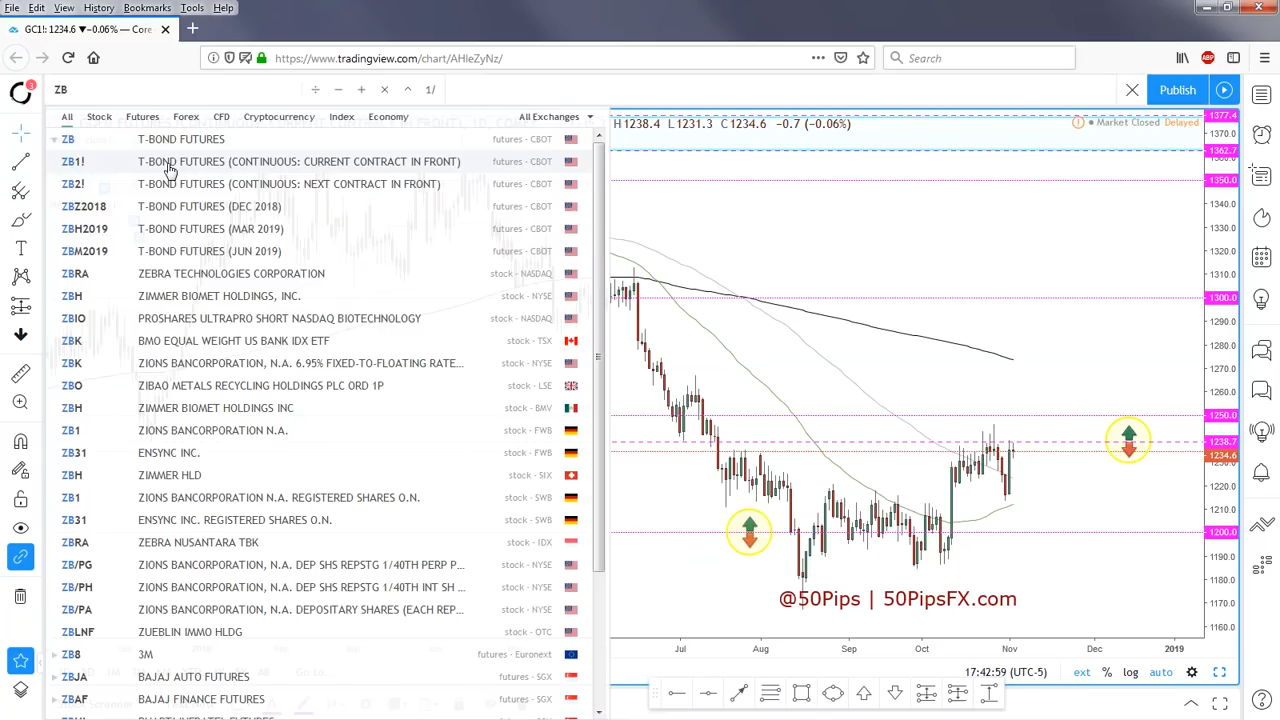 File Edit View History Bookmarks Tools Help
GC1!: 1234.6 ▼−0.06% — Core
https://www.tradingview.com/chart/AHleZyNz/
Search
3
ZB
1/
Publish
All Stock Futures Forex CFD Cryptocurrency Index Economy All Exchanges
H1238.4 L1231.3 C1234.6 −0.7 (−0.06%)
Market Closed Delayed
ZB T-BOND FUTURES futures - CBOT
ZB1! T-BOND FUTURES (CONTINUOUS: CURRENT CONTRACT IN FRONT) futures - CBOT
ZB2! T-BOND FUTURES (CONTINUOUS: NEXT CONTRACT IN FRONT) futures - CBOT
ZBZ2018 T-BOND FUTURES (DEC 2018) futures - CBOT
ZBH2019 T-BOND FUTURES (MAR 2019) futures - CBOT
ZBM2019 T-BOND FUTURES (JUN 2019) futures - CBOT
ZBRA ZEBRA TECHNOLOGIES CORPORATION stock - NASDAQ
ZBH ZIMMER BIOMET HOLDINGS, INC. stock - NYSE
ZBIO PROSHARES ULTRAPRO SHORT NASDAQ BIOTECHNOLOGY stock - NASDAQ
ZBK BMO EQUAL WEIGHT US BANK IDX ETF stock - TSX
ZBK ZIONS BANCORPORATION, N.A. 6.95% FIXED-TO-FLOATING RATE... stock - NYSE
ZBO ZIBAO METALS RECYCLING HOLDINGS PLC ORD 1P stock - LSE
ZBH ZIMMER BIOMET HOLDINGS INC stock - BMV
ZB1 ZIONS BANCORPORATION N.A. stock - FWB
ZB31 ENSYNC INC. stock - FWB
ZBH ZIMMER HLD stock - SIX
ZB1 ZIONS BANCORPORATION N.A. REGISTERED SHARES O.N. stock - SWB
ZB31 ENSYNC INC. REGISTERED SHARES O.N. stock - SWB
ZBRA ZEBRA NUSANTARA TBK stock - IDX
ZB/PG ZIONS BANCORPORATION, N.A. DEP SHS REPSTG 1/40TH PERP P... stock - NYSE
ZB/PH ZIONS BANCORPORATION, N.A. DEP SHS REPSTG 1/40TH INT SH ... stock - NYSE
ZB/PA ZIONS BANCORPORATION, N.A. DEPOSITARY SHARES (EACH REP... stock - NYSE
ZBLNF ZUEBLIN IMMO HLDG stock - OTC
ZB8 3M futures - Euronext
ZBJA BAJAJ AUTO FUTURES futures - SGX
ZBAF BAJAJ FINANCE FUTURES futures - SGX
1377.4
1370.0
1362.7
1350.0
1340.0
1330.0
1320.0
1310.0
1300.0
1290.0
1280.0
1270.0
1260.0
1250.0
1238.7
1234.6
1220.0
1210.0
1200.0
1190.0
1180.0
1170.0
1160.0
@50Pips | 50PipsFX.com
Jul Aug Sep Oct Nov Dec 2019
17:42:59 (UTC-5) ext % log auto